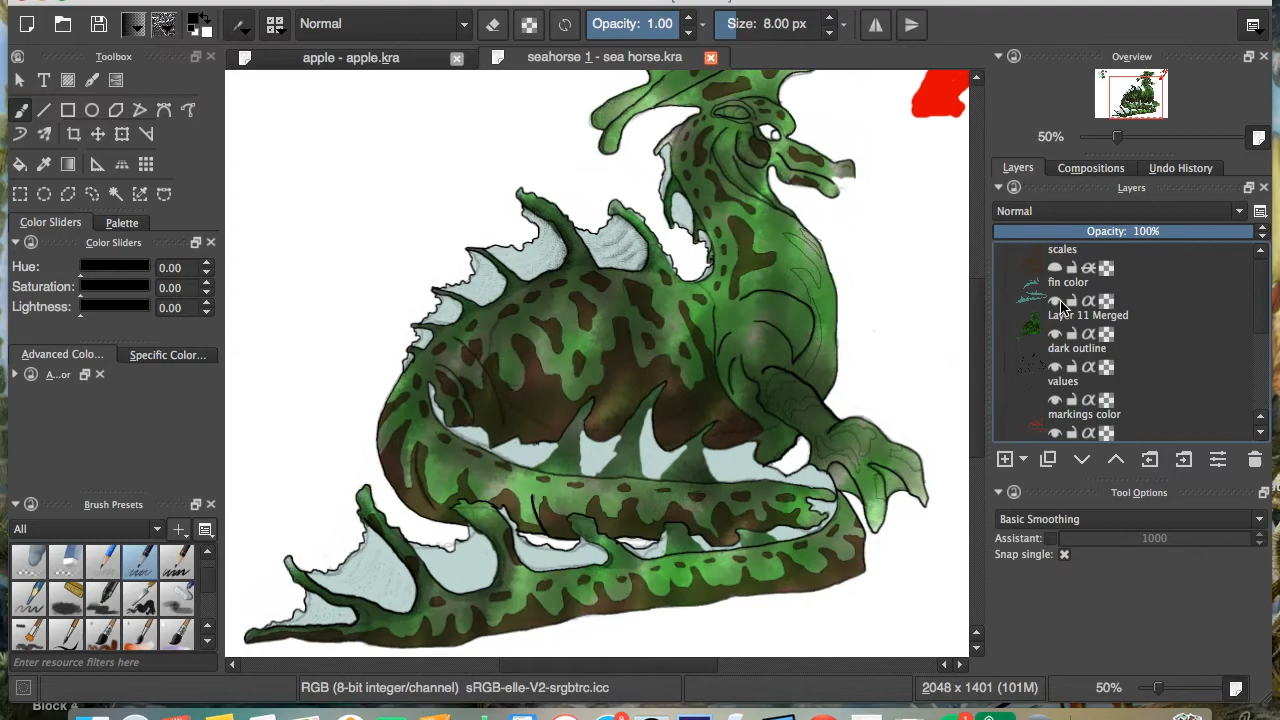 Normal
Opacity: 1.00
Size: 8.00 px
Toolbox
apple - apple.kra
seahorse 1 - sea horse.kra
Overview
50%
Layers
Compositions
Undo History
Layers
Normal
Opacity: 100%
scales
fin color
Layer 11 Merged
dark outline
values
markings color
Color Sliders
Palette
Color Sliders
Hue:
0.00
Saturation:
0.00
Lightness:
0.00
Advanced Colo...
Specific Color...
A...or
Tool Options
Basic Smoothing
Assistant:
1000
Snap single:
Brush Presets
All
Enter resource filters here
RGB (8-bit integer/channel) sRGB-elle-V2-srgbtrc.icc
2048 x 1401 (101M)
50%
Block 4